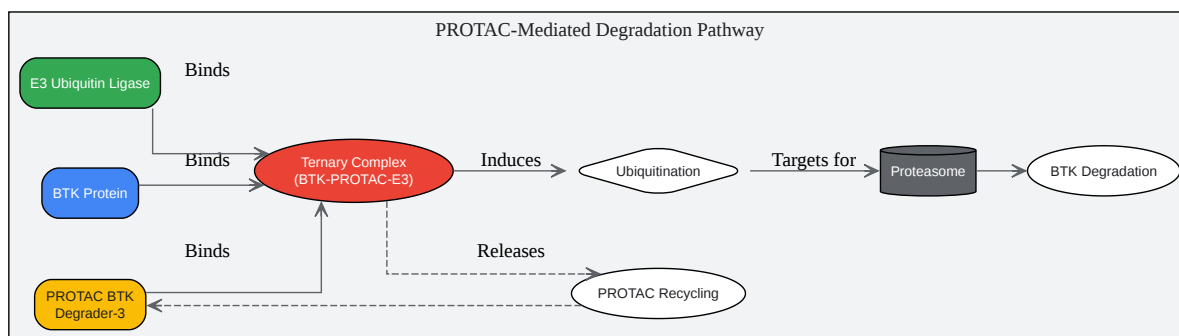 PROTAC-Mediated Degradation Pathway
E3 Ubiquitin Ligase
Binds
Binds
BTK Protein
Ternary Complex
(BTK-PROTAC-E3)
Induces
Ubiquitination
Targets for
Proteasome
BTK Degradation
Binds
Releases
PROTAC BTK
Degrader-3
PROTAC Recycling